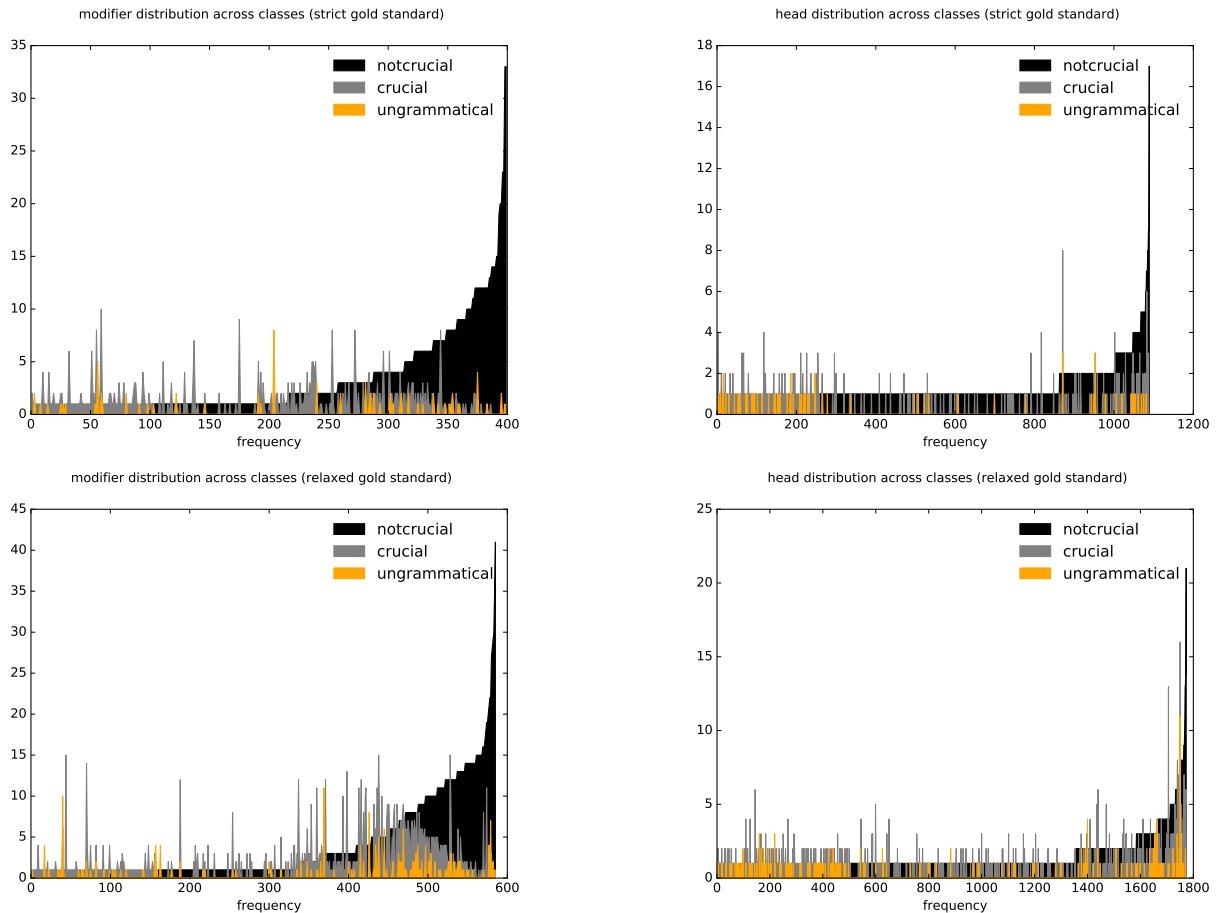 modifier distribution across classes (strict gold standard)
35
30
25
20
15
10
5
0
notcrucial
crucial
ungrammatical
0 50 100 150 200 250 300 350 400
frequency
head distribution across classes (strict gold standard)
18
16
14
12
10
8
6
4
2
0
notcrucial
crucial
ungrammatical
0 200 400 600 800 1000 1200
frequency
modifier distribution across classes (relaxed gold standard)
45
40
35
30
25
20
15
10
5
0
notcrucial
crucial
ungrammatical
0 100 200 300 400 500 600
frequency
head distribution across classes (relaxed gold standard)
25
20
15
10
5
0
notcrucial
crucial
ungrammatical
0 200 400 600 800 1000 1200 1400 1600 1800
frequency